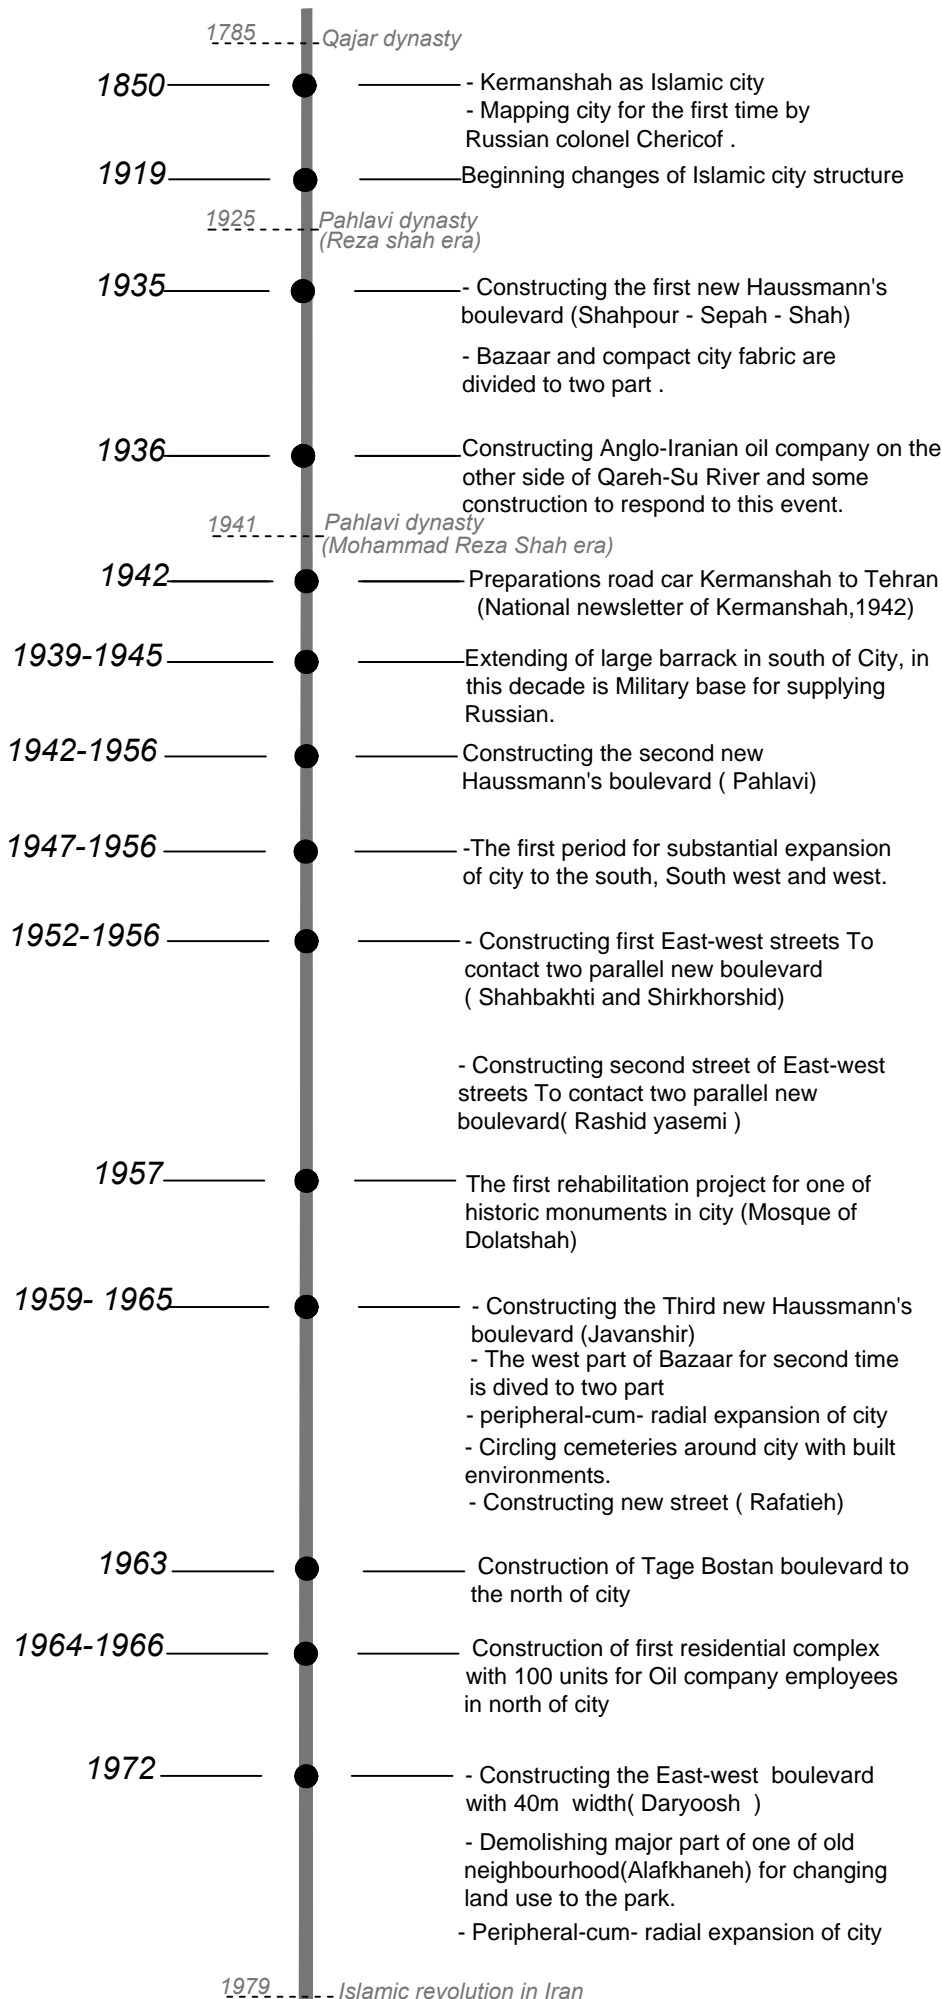 1785 Qajar dynasty
1850 - Kermanshah as Islamic city
- Mapping city for the first time by
Russian colonel Chericof .
1919 Beginning changes of Islamic city structure
1925 Pahlavi dynasty
(Reza shah era)
1935 - Constructing the first new Haussmann's
boulevard (Shahpour - Sepah - Shah)
- Bazaar and compact city fabric are
divided to two part .
1936 Constructing Anglo-Iranian oil company on the
other side of Qareh-Su River and some
construction to respond to this event.
1941 Pahlavi dynasty
(Mohammad Reza Shah era)
1942 Preparations road car Kermanshah to Tehran
(National newsletter of Kermanshah,1942)
1939-1945 Extending of large barrack in south of City, in
this decade is Military base for supplying
Russian.
1942-1956 Constructing the second new
Haussmann's boulevard ( Pahlavi)
1947-1956 -The first period for substantial expansion
of city to the south, South west and west.
1952-1956 - Constructing first East-west streets To
contact two parallel new boulevard
( Shahbakhti and Shirkhorshid)
- Constructing second street of East-west
streets To contact two parallel new
boulevard( Rashid yasemi )
1957 The first rehabilitation project for one of
historic monuments in city (Mosque of
Dolatshah)
1959- 1965 - Constructing the Third new Haussmann's
boulevard (Javanshir)
- The west part of Bazaar for second time
is dived to two part
- peripheral-cum- radial expansion of city
- Circling cemeteries around city with built
environments.
- Constructing new street ( Rafatieh)
1963 Construction of Tage Bostan boulevard to
the north of city
1964-1966 Construction of first residential complex
with 100 units for Oil company employees
in north of city
1972 - Constructing the East-west boulevard
with 40m width( Daryoosh )
- Demolishing major part of one of old
neighbourhood(Alafkhaneh) for changing
land use to the park.
- Peripheral-cum- radial expansion of city
1979 Islamic revolution in Iran